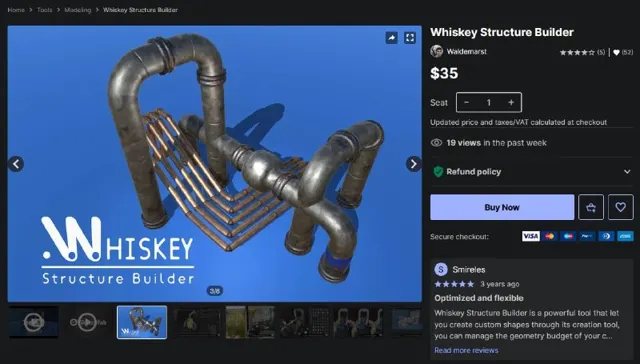 Home > Tools > Modeling > Whiskey Structure Builder
Whiskey Structure Builder
Waldemarst
(5) | (52)
$35
Seat - 1 +
Updated price and taxes/VAT calculated at checkout
19 views in the past week
Refund policy
Buy Now
Secure checkout: VISA
WHISKEY
Structure Builder
3/8
S Smireles
3 years ago
Optimized and flexible
Whiskey Structure Builder is a powerful tool that let
you create custom shapes through its creation tool,
you can manage the geometry budget of your c...
Read more reviews